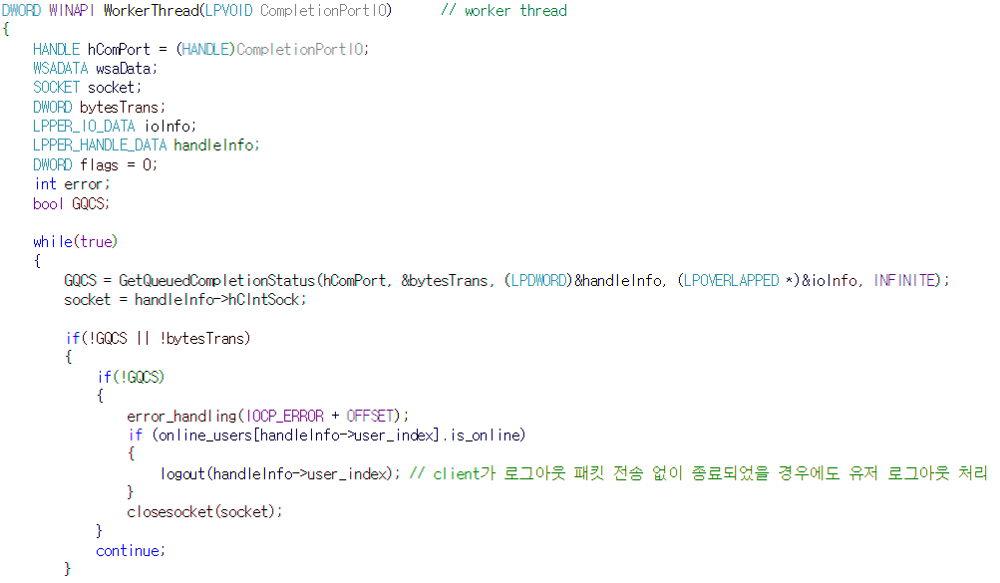 DWORD WINAPI WorkerThread(LPVOID CompletionPortIO)      // worker thread
{
    HANDLE hComPort = (HANDLE)CompletionPortIO;
    WSADATA wsaData;
    SOCKET socket;
    DWORD bytesTrans;
    LPPER_IO_DATA ioInfo;
    LPPER_HANDLE_DATA handleInfo;
    DWORD flags = 0;
    int error;
    bool GQCS;

    while(true)
    {
        GQCS = GetQueuedCompletionStatus(hComPort, &bytesTrans, (LPDWORD)&handleInfo, (LPOVERLAPPED *)&ioInfo, INFINITE);
        socket = handleInfo->hClntSock;

        if(!GQCS || !bytesTrans)
        {
            if(!GQCS)
            {
                error_handling(IOCP_ERROR + OFFSET);
                if (online_users[handleInfo->user_index].is_online)
                {
                    logout(handleInfo->user_index); // client가 로그아웃 패킷 전송 없이 종료되었을 경우에도 유저 로그아웃 처리
                }
                closesocket(socket);
            }
            continue;
        }